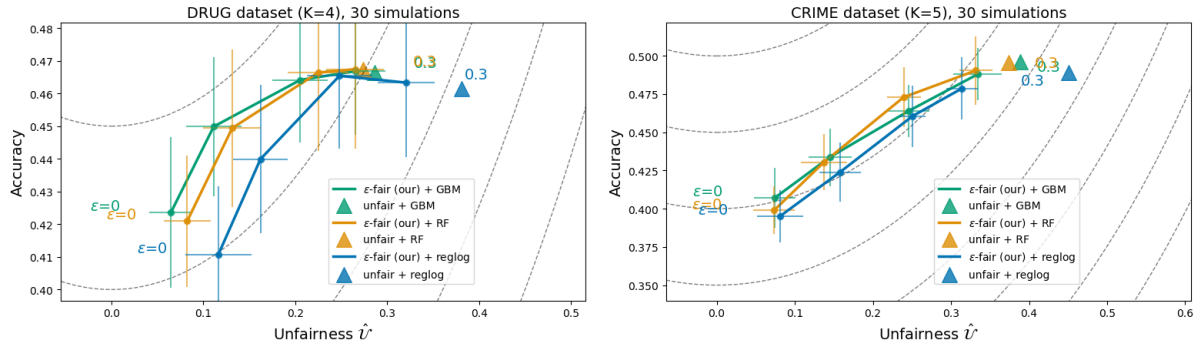 DRUG dataset (K=4), 30 simulations
0.48
0.47
0.46
0.45
0.44
0.43
0.42
0.41
0.40
Accuracy
0.3
0.3
0.3
ε=0
ε=0
ε=0
ε-fair (our) + GBM
unfair + GBM
ε-fair (our) + RF
unfair + RF
ε-fair (our) + reglog
unfair + reglog
0.0
0.1
0.2
0.3
0.4
0.5
Unfairness Û
CRIME dataset (K=5), 30 simulations
0.500
0.475
0.450
0.425
0.400
0.375
0.350
Accuracy
0.3
0.3
0.3
ε=0
ε=0
ε=0
ε-fair (our) + GBM
unfair + GBM
ε-fair (our) + RF
unfair + RF
ε-fair (our) + reglog
unfair + reglog
0.0
0.1
0.2
0.3
0.4
0.5
0.6
Unfairness Û